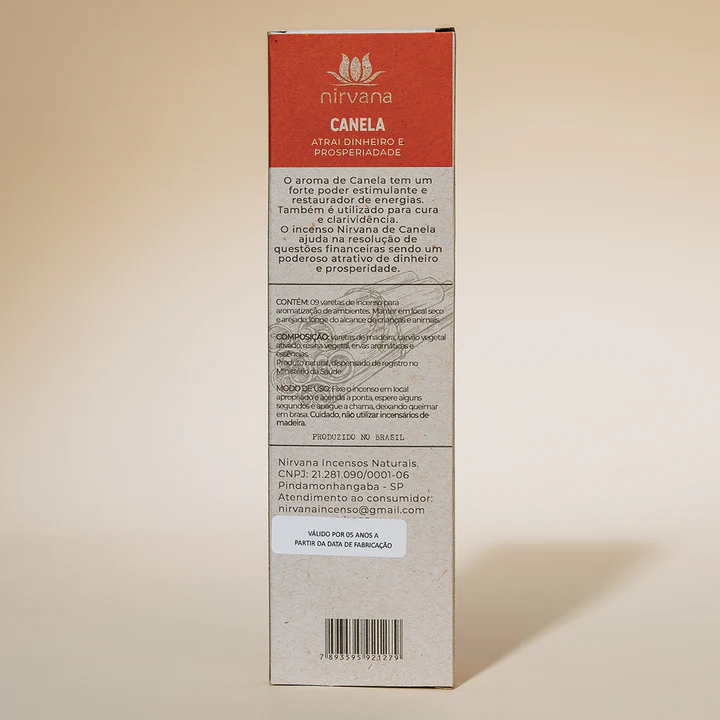 nirvana
CANELA
ATRAI DINHEIRO E
PROSPERIADADE
O aroma de Canela tem um
forte poder estimulante e
restaurador de energias.
Também é utilizado para cura
e clarividência.
O incenso Nirvana de Canela
ajuda na resolução de
questões financeiras sendo um
poderoso atrativo de dinheiro
e prosperidade.
CONTÉM: 09 varetas de incenso para
aromatização de ambientes. Manter em local seco
e arejado, longe do alcance de crianças e animais.
COMPOSIÇÃO: varetas de madeira, carvão vegetal
ativado, resina vegetal, ervas aromáticas e
essências.
Produto natural, dispensado de registro no
Ministério da Saúde.
MODO DE USO: Fixe o incenso em local
apropriado e acenda a ponta, espere alguns
segundos e apague a chama, deixando queimar
em brasa. Cuidado, não utilizar incensários de
madeira.
PRODUZIDO NO BRASIL
Nirvana Incensos Naturais.
CNPJ: 21.281.090/0001-06
Pindamonhangaba - SP
Atendimento ao consumidor:
nirvanaincenso@gmail.com
VÁLIDO POR 05 ANOS A
PARTIR DA DATA DE FABRICAÇÃO
7 893595 921279